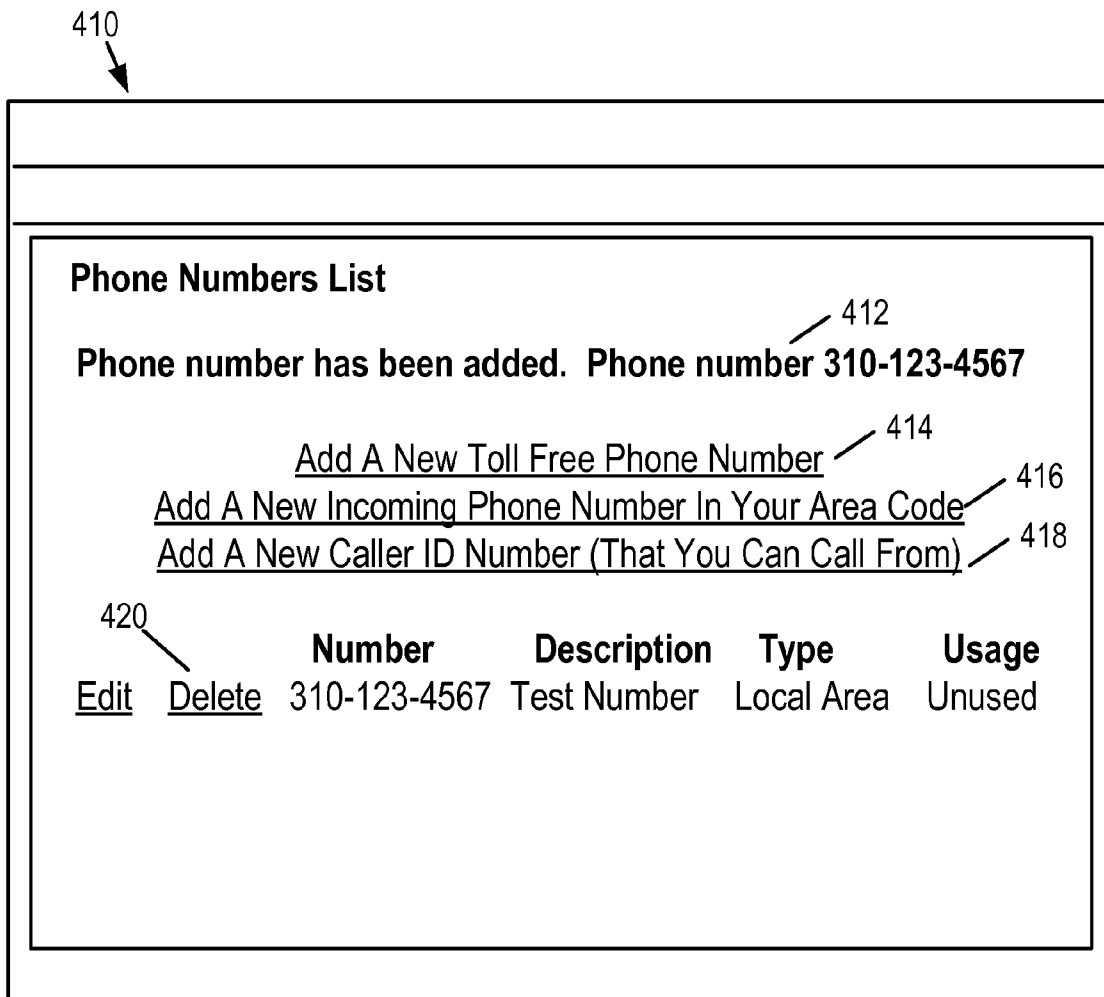 410
Phone Numbers List
412
Phone number has been added. Phone number 310-123-4567
414
Add A New Toll Free Phone Number
416
Add A New Incoming Phone Number In Your Area Code
418
Add A New Caller ID Number (That You Can Call From)
420
Number Description Type Usage
Edit Delete 310-123-4567 Test Number Local Area Unused